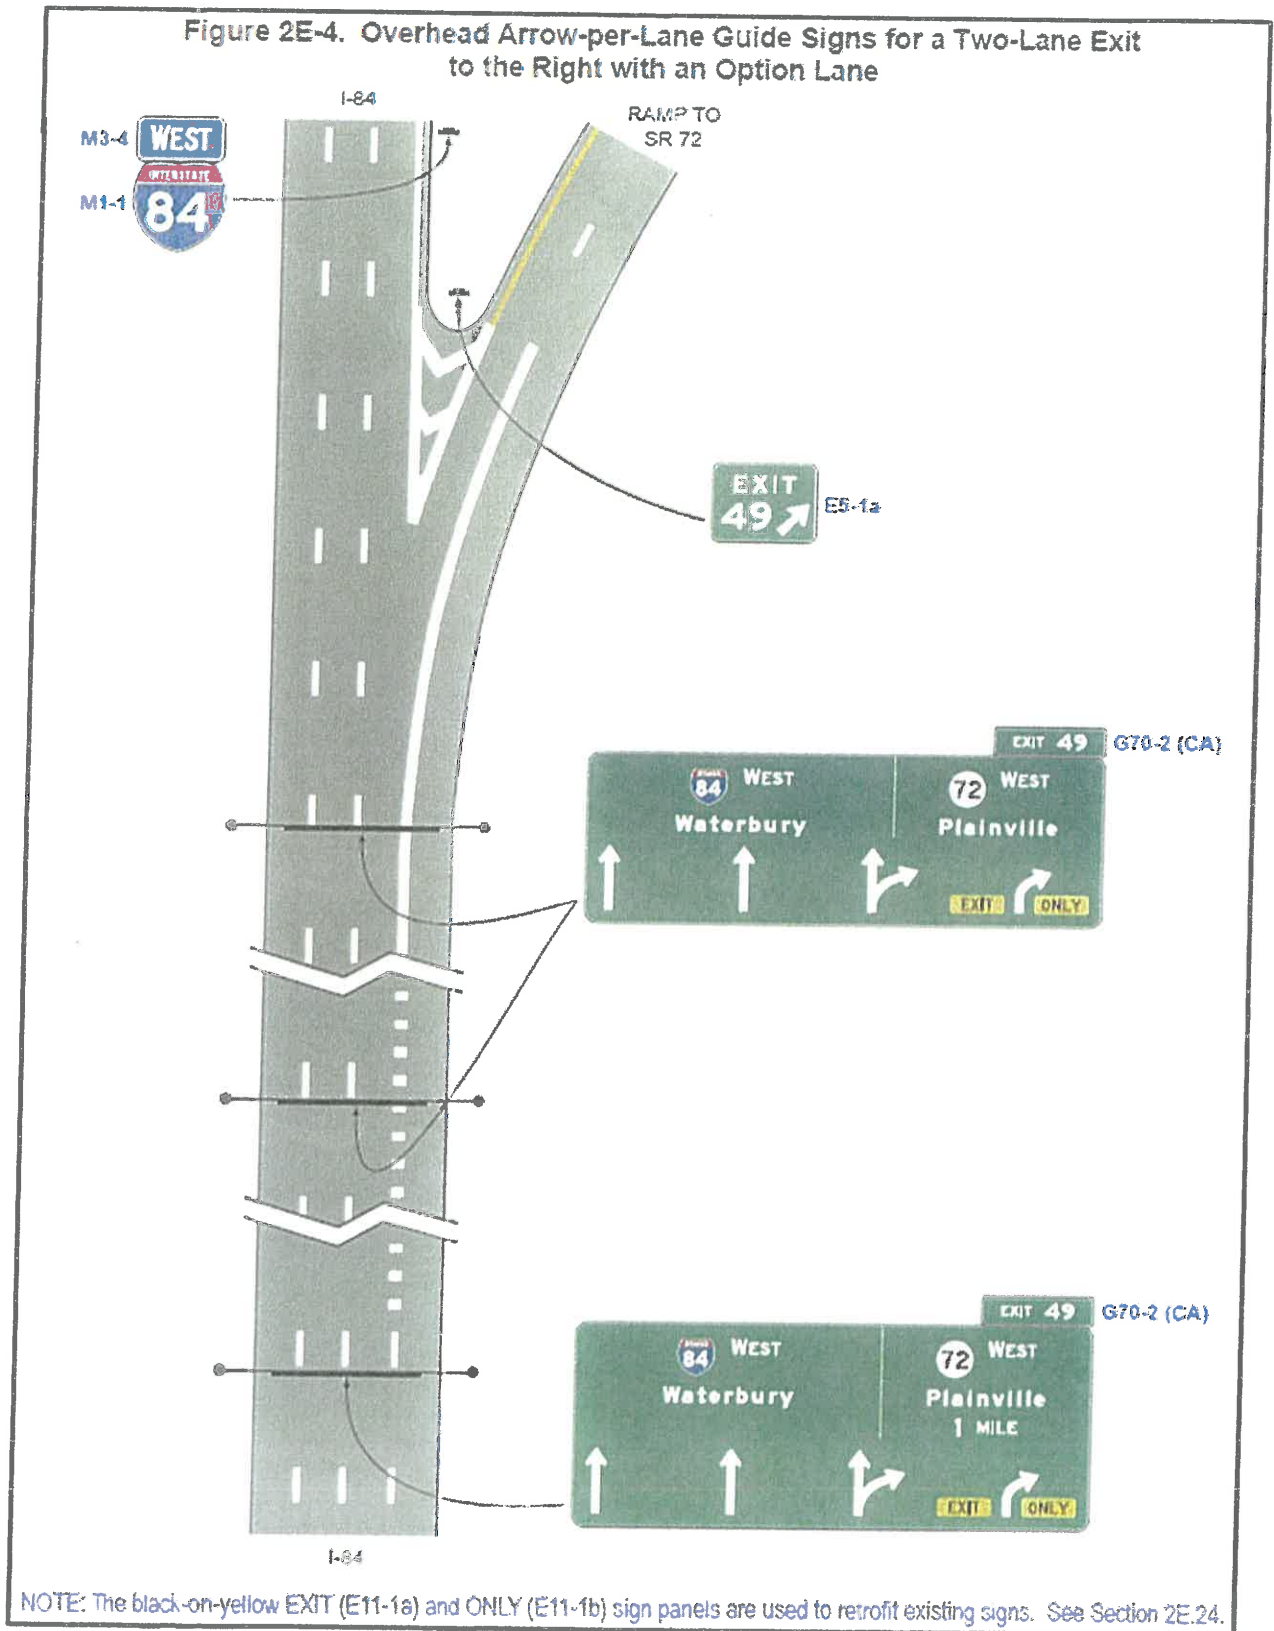 Figure 2E-4. Overhead Arrow-per-Lane Guide Signs for a Two-Lane Exit
to the Right with an Option Lane
I-84
RAMP TO
SR 72
M3-4
WEST
INTERSTATE
M1-1
84
EXIT
49
E5-1a
EXIT 49
G70-2 (CA)
84 WEST
72 WEST
Waterbury
Plainville
EXIT
ONLY
EXIT 49
G70-2 (CA)
84 WEST
72 WEST
Waterbury
Plainville
1 MILE
EXIT
ONLY
I-84
NOTE: The black-on-yellow EXIT (E11-1a) and ONLY (E11-1b) sign panels are used to retrofit existing signs. See Section 2E.24.